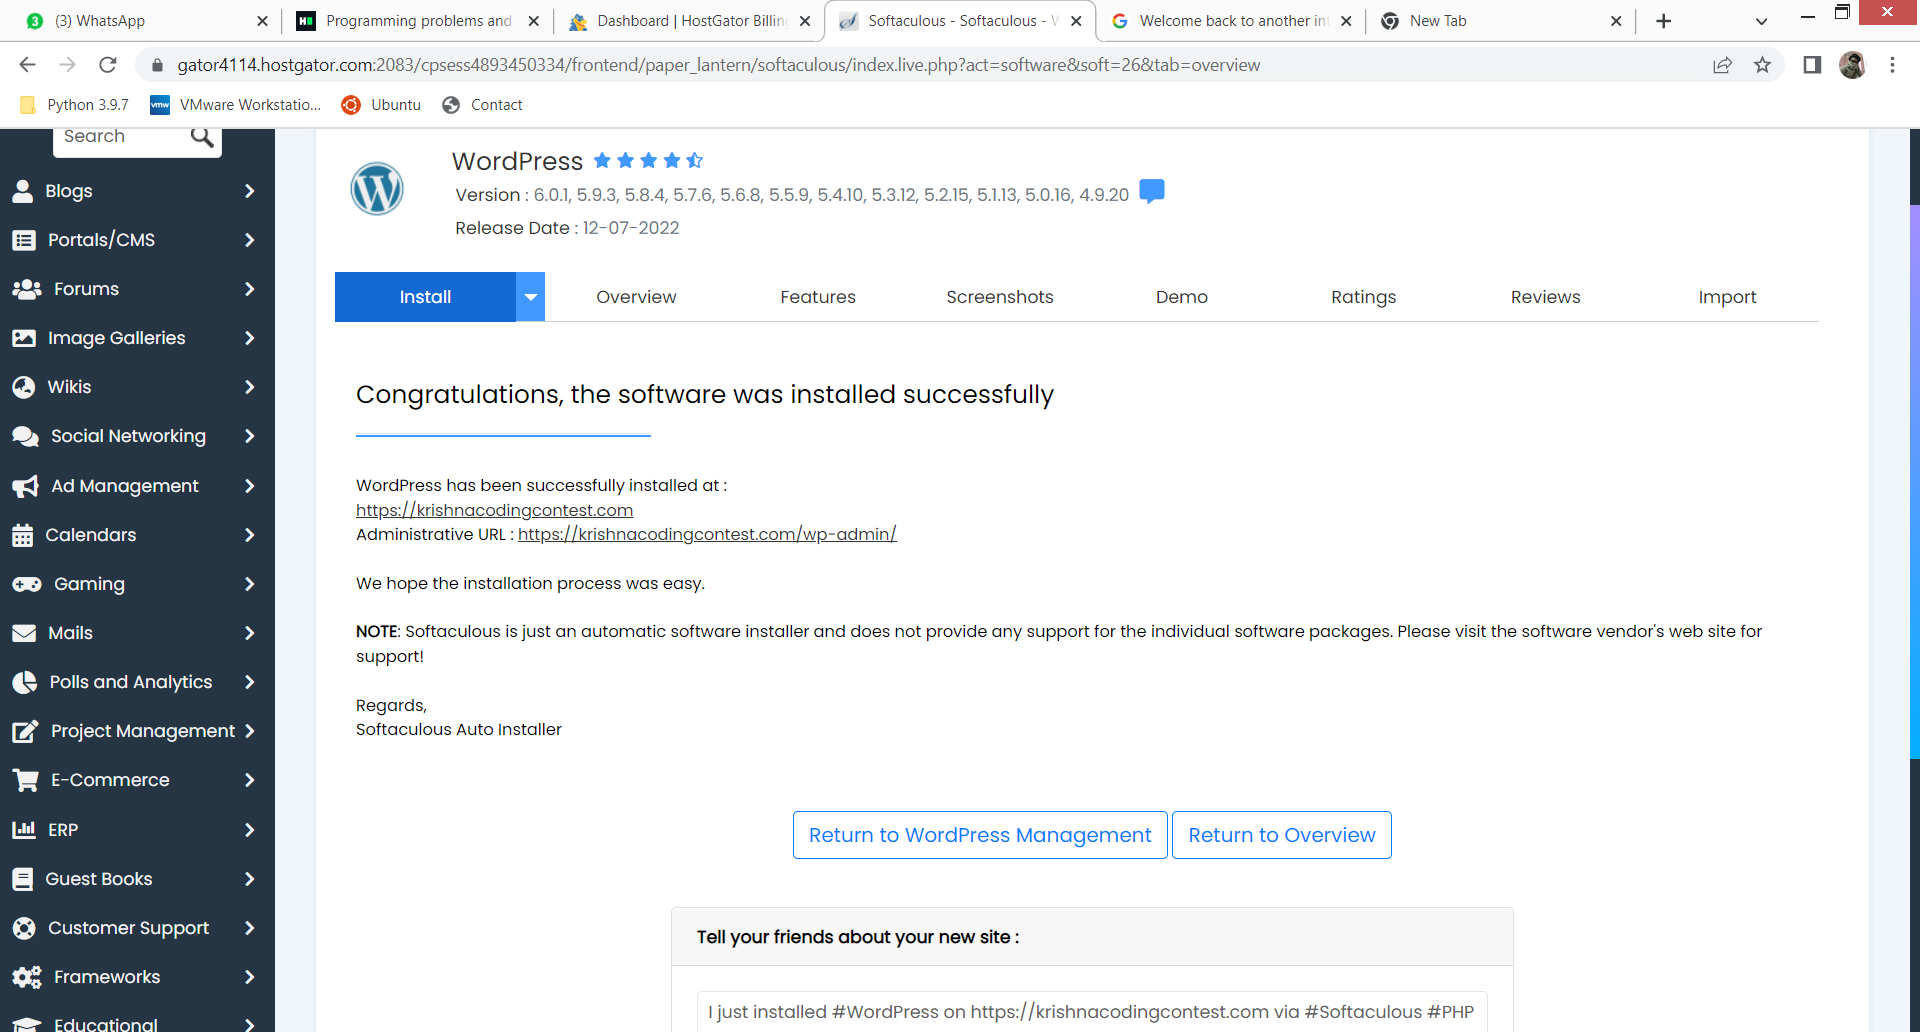 (3) WhatsApp
Programming problems and
Dashboard | HostGator Billin
Softaculous - Softaculous - W
Welcome back to another in
New Tab
gator4114.hostgator.com:2083/cpsess4893450334/frontend/paper_lantern/softaculous/index.live.php?act=software&soft=26&tab=overview
Python 3.9.7
VMware Workstatio...
Ubuntu
Contact
Search
Blogs
Portals/CMS
Forums
Image Galleries
Wikis
Social Networking
Ad Management
Calendars
Gaming
Mails
Polls and Analytics
Project Management
E-Commerce
ERP
Guest Books
Customer Support
Frameworks
Educational
WordPress
Version : 6.0.1, 5.9.3, 5.8.4, 5.7.6, 5.6.8, 5.5.9, 5.4.10, 5.3.12, 5.2.15, 5.1.13, 5.0.16, 4.9.20
Release Date : 12-07-2022
Install
Overview
Features
Screenshots
Demo
Ratings
Reviews
Import
Congratulations, the software was installed successfully
WordPress has been successfully installed at :
https://krishnacodingcontest.com
Administrative URL : https://krishnacodingcontest.com/wp-admin/
We hope the installation process was easy.
NOTE: Softaculous is just an automatic software installer and does not provide any support for the individual software packages. Please visit the software vendor's web site for
support!
Regards,
Softaculous Auto Installer
Return to WordPress Management
Return to Overview
Tell your friends about your new site :
I just installed #WordPress on https://krishnacodingcontest.com via #Softaculous #PHP